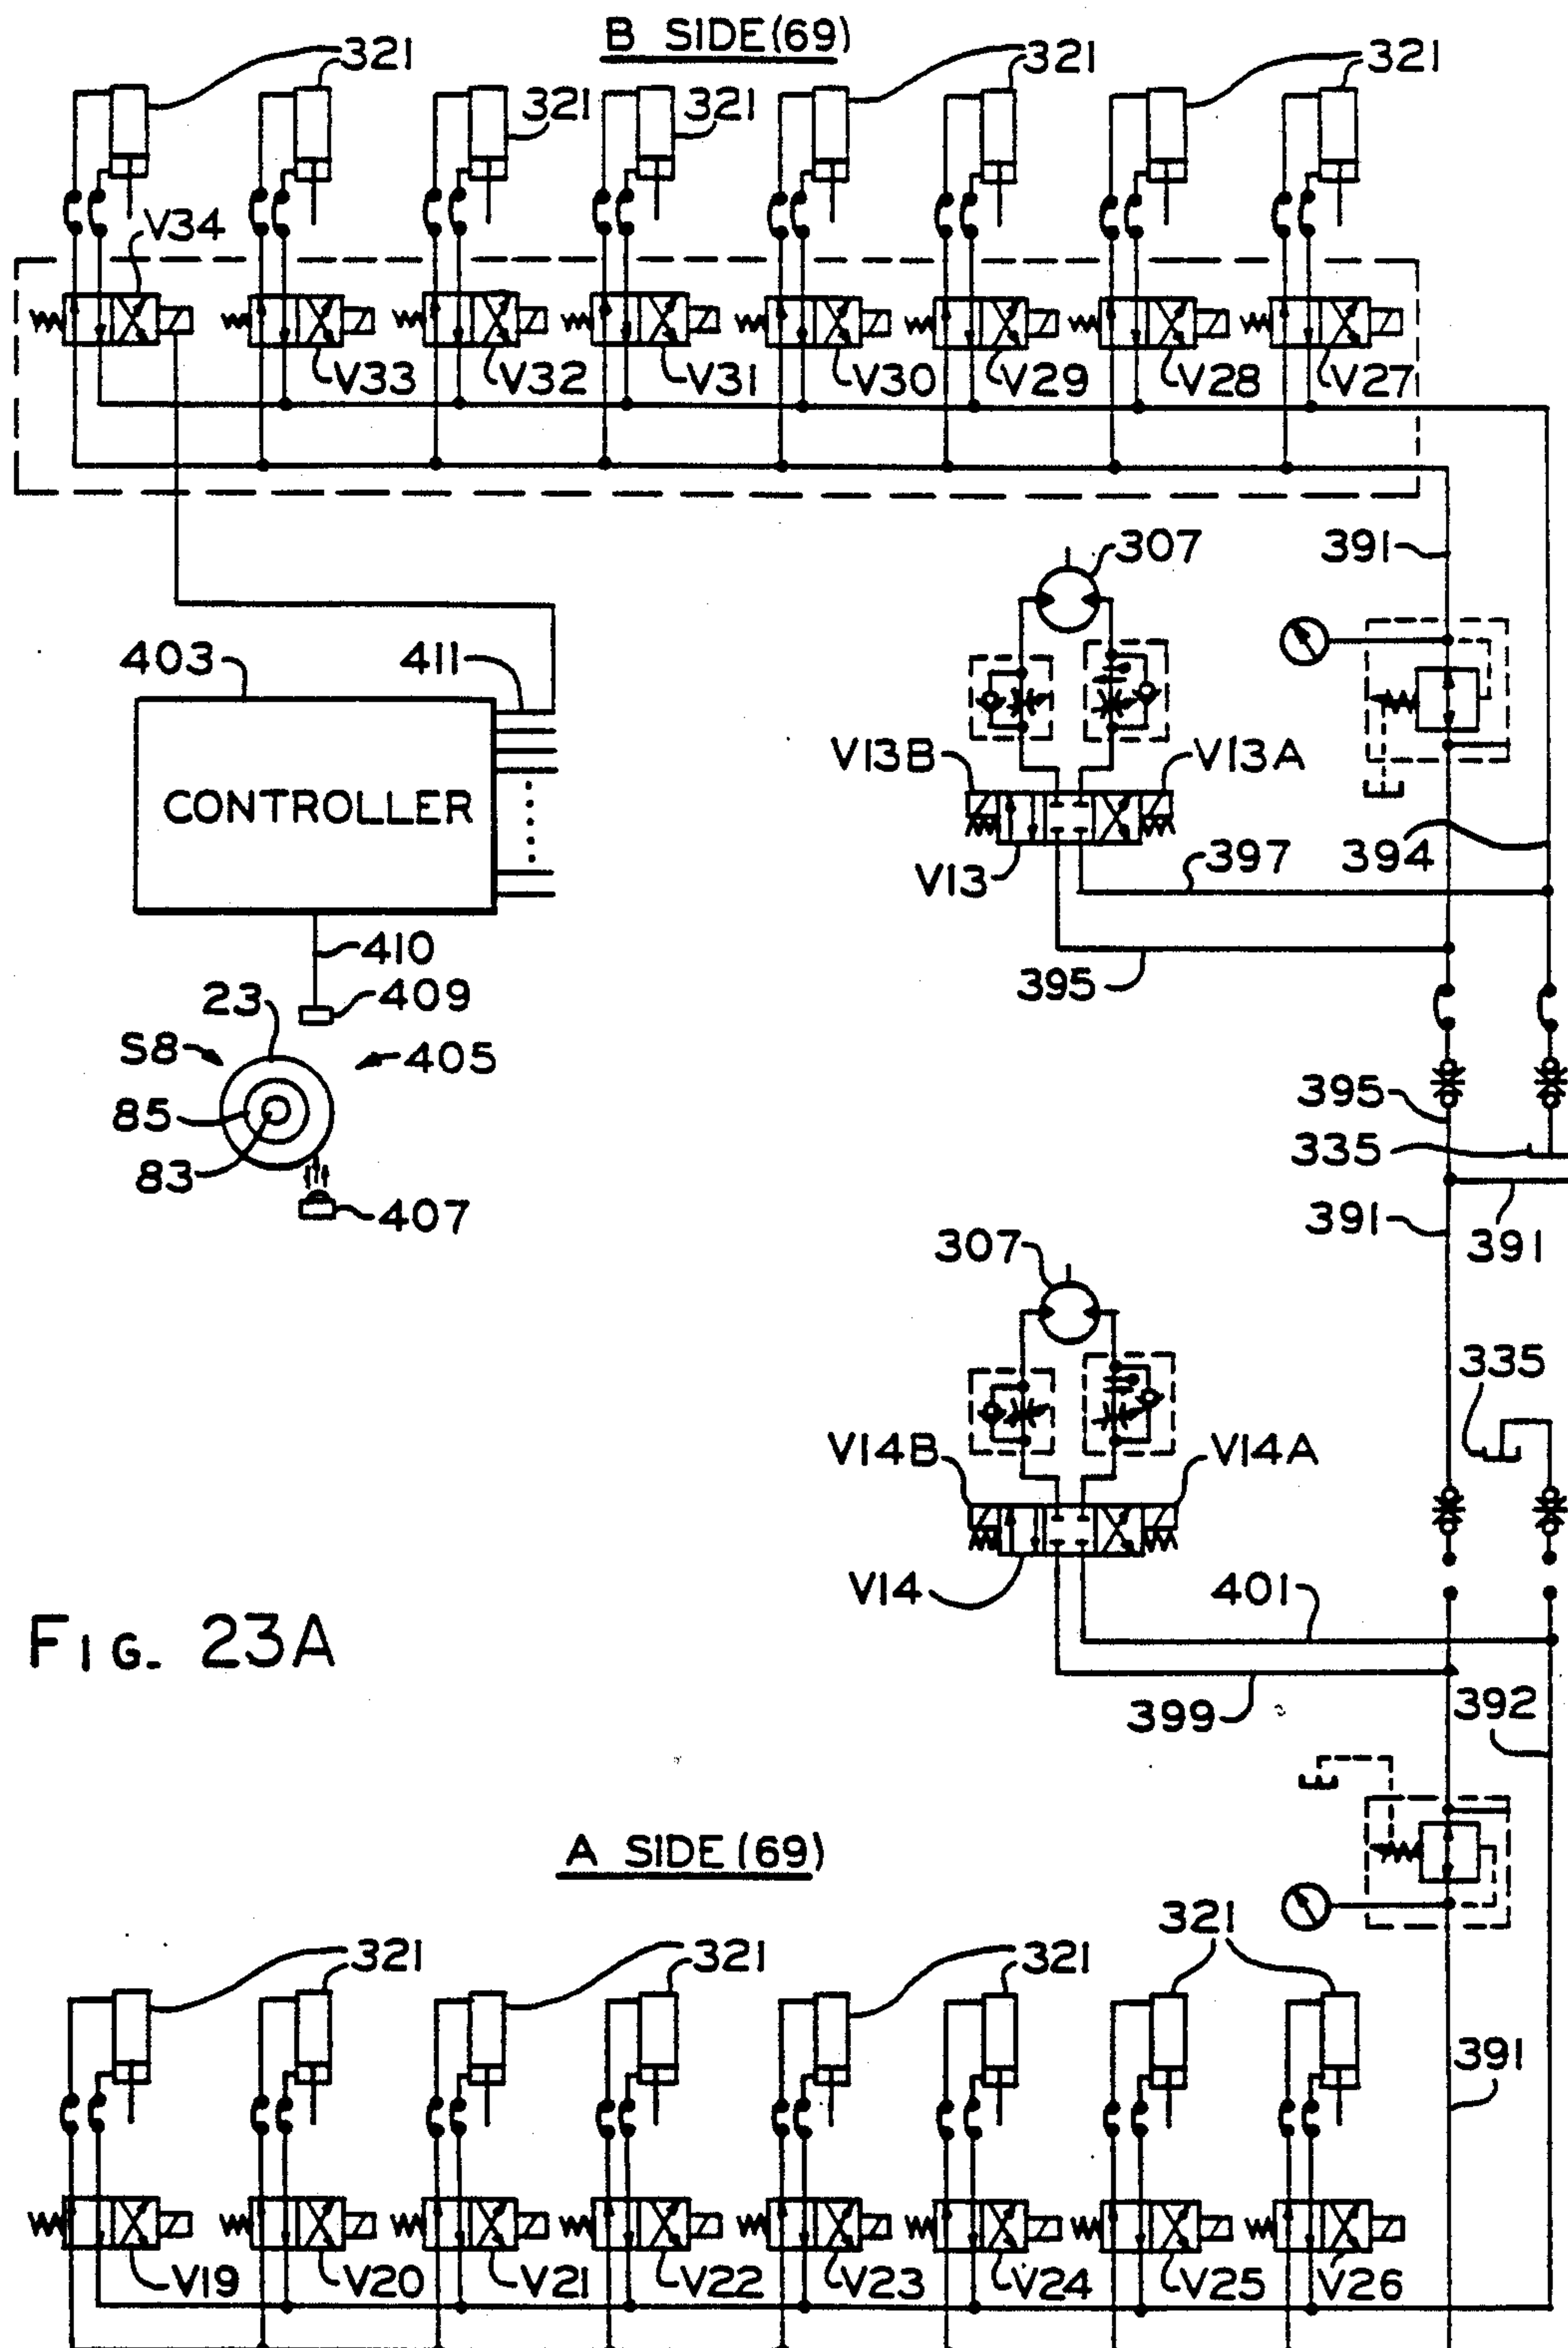 B SIDE(69)
321
321
321
321
321
321
V34
V33
V32
V31
V30
V29
V28
V27
307
391
403
411
V13B
V13A
CONTROLLER
V13
397
394
410
395
23
409
S8
405
395
85
335
83
407
391
391
307
335
V14B
V14A
V14
401
FIG. 23A
399
392
A SIDE(69)
321
321
321
321
321
391
V19
V20
V21
V22
V23
V24
V25
V26